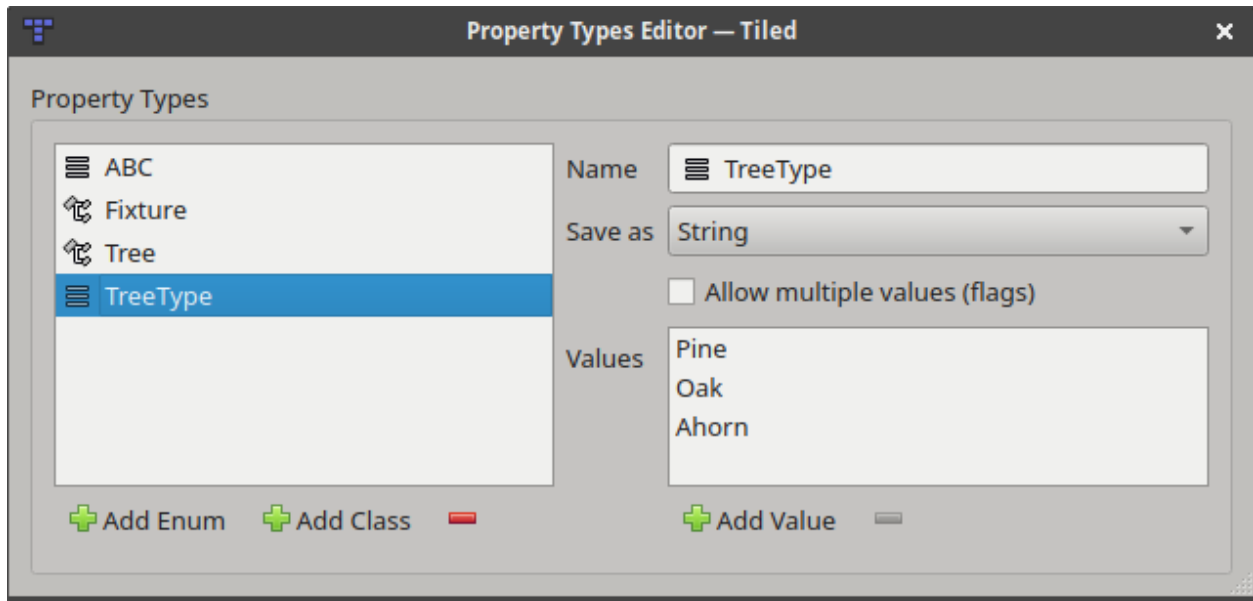 Property Types Editor — Tiled
Property Types
ABC
Fixture
Tree
TreeType
Add Enum
Add Class
Name
TreeType
Save as
String
Allow multiple values (flags)
Values
Pine
Oak
Ahorn
Add Value